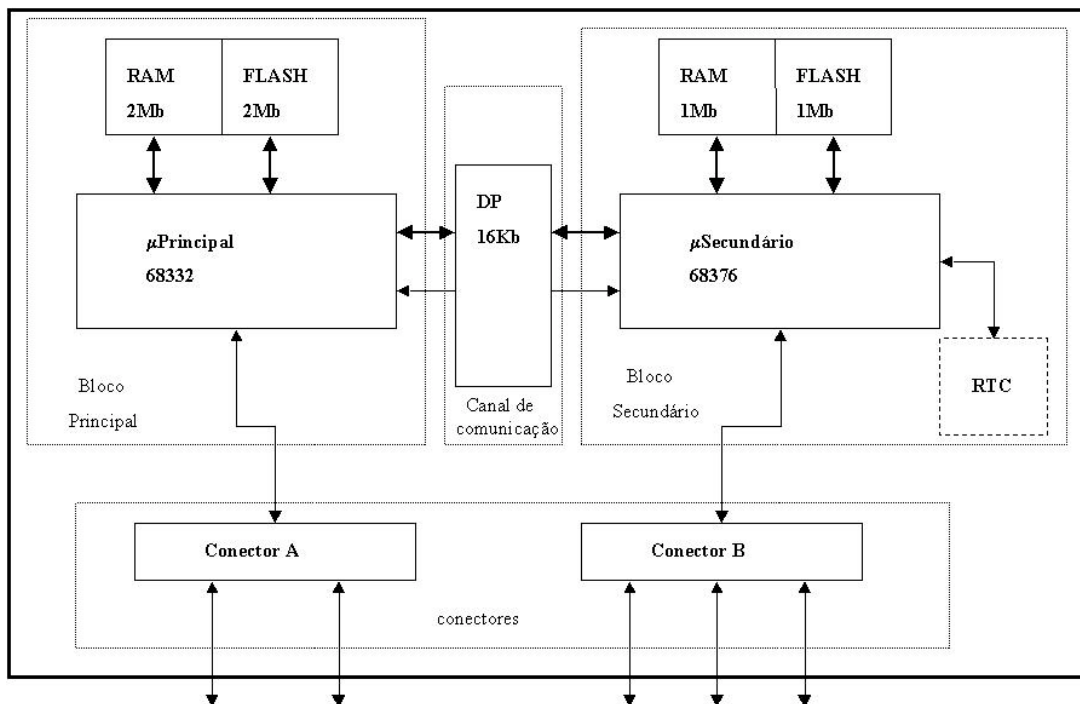 RAM
2Mb
FLASH
2Mb
RAM
1Mb
FLASH
1Mb
µPrincipal
68332
DP
16Kb
µSecundário
68376
RTC
Bloco
Principal
Canal de
comunicação
Bloco
Secundário
Conector A
Conector B
conectores